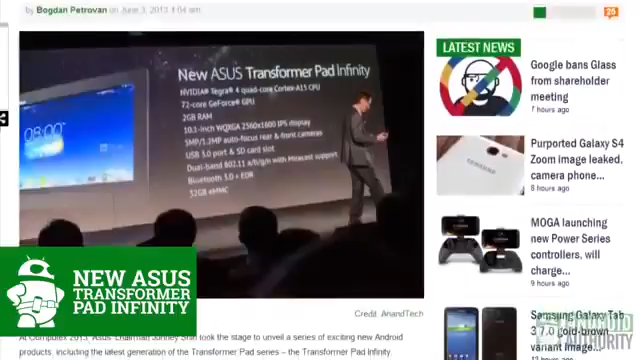 by Bogdan Petrovan on June 3, 2013 1:04 am
25
New ASUS Transformer Pad Infinity
NVIDIA® Tegra® 4 quad-core Cortex-A15 CPU
72-core GeForce® GPU
2GB RAM
10.1-inch WQXGA 2560x1600 IPS display
5MP/1.2MP auto-focus rear & front cameras
USB 3.0 port & SD card slot
Dual-band 802.11 a/b/g/n with Miracast support
Bluetooth 3.0 + EDR
32GB eMMC
08:00
NEW ASUS
TRANSFORMER
PAD INFINITY
Credit: AnandTech
At Computex 2013, Asus chairman Jonney Shih took the stage to unveil a series of exciting new Android
products, including the latest generation of the Transformer Pad series – the Transformer Pad Infinity.
LATEST NEWS
Google bans Glass
from shareholder
meeting
7 hours ago
Purported Galaxy S4
Zoom image leaked,
camera phone...
8 hours ago
MOGA launching
new Power Series
controllers, will
charge...
9 hours ago
Samsung Galaxy Tab
3 7.0 gold-brown
variant image...
ANDROID
AUTHORITY